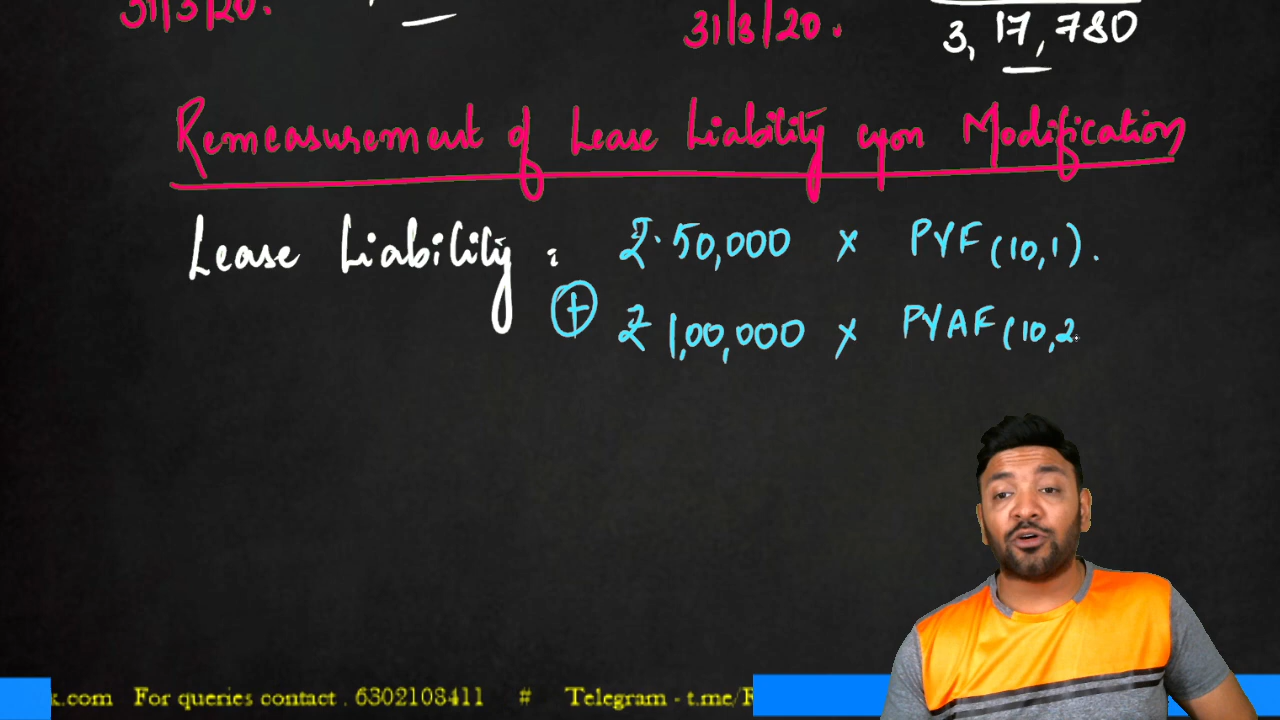 31/3/20.
31/3/20.
3,17,780
Remeasurement of Lease Liability upon Modification
Lease Liability : ₹.50,000 x PVF (10,1).
⊕ ₹ 1,00,000 x PVAF (10,2
k.com For queries contact . 6302108411 # Telegram - t.me/R